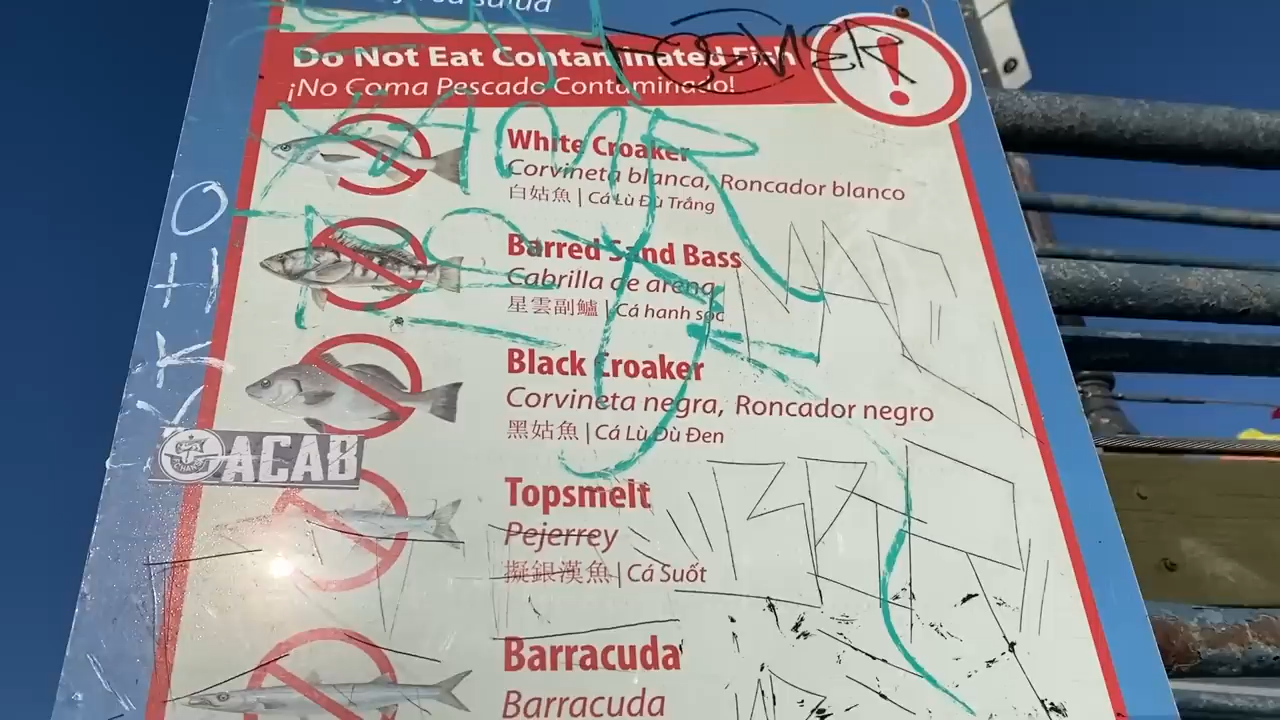 salud
Do Not Eat Contaminated Fish
¡No Coma Pescado Contaminado!
White Croaker
Corvineta blanca, Roncador blanco
白姑魚 | Cá Lù Đù Trắng
Barred Sand Bass
Cabrilla de arena
星雲副鱸 | Cá hanh sọc
Black Croaker
Corvineta negra, Roncador negro
黑姑魚 | Cá Lù Đù Đen
ACAB
Topsmelt
Pejerrey
擬銀漢魚 | Cá Suốt
Barracuda
Barracuda